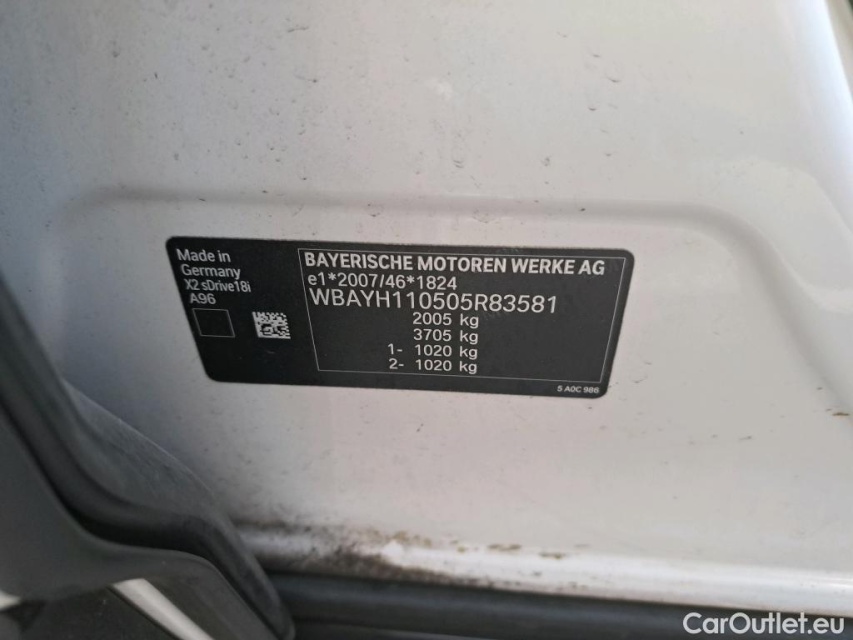 Made in
Germany
X2 sDrive18i
A96
BAYERISCHE MOTOREN WERKE AG
e1*2007/46*1824
WBAYH110505R83581
2005 kg
3705 kg
1- 1020 kg
2- 1020 kg
5 A0C 986
CarOutlet.eu